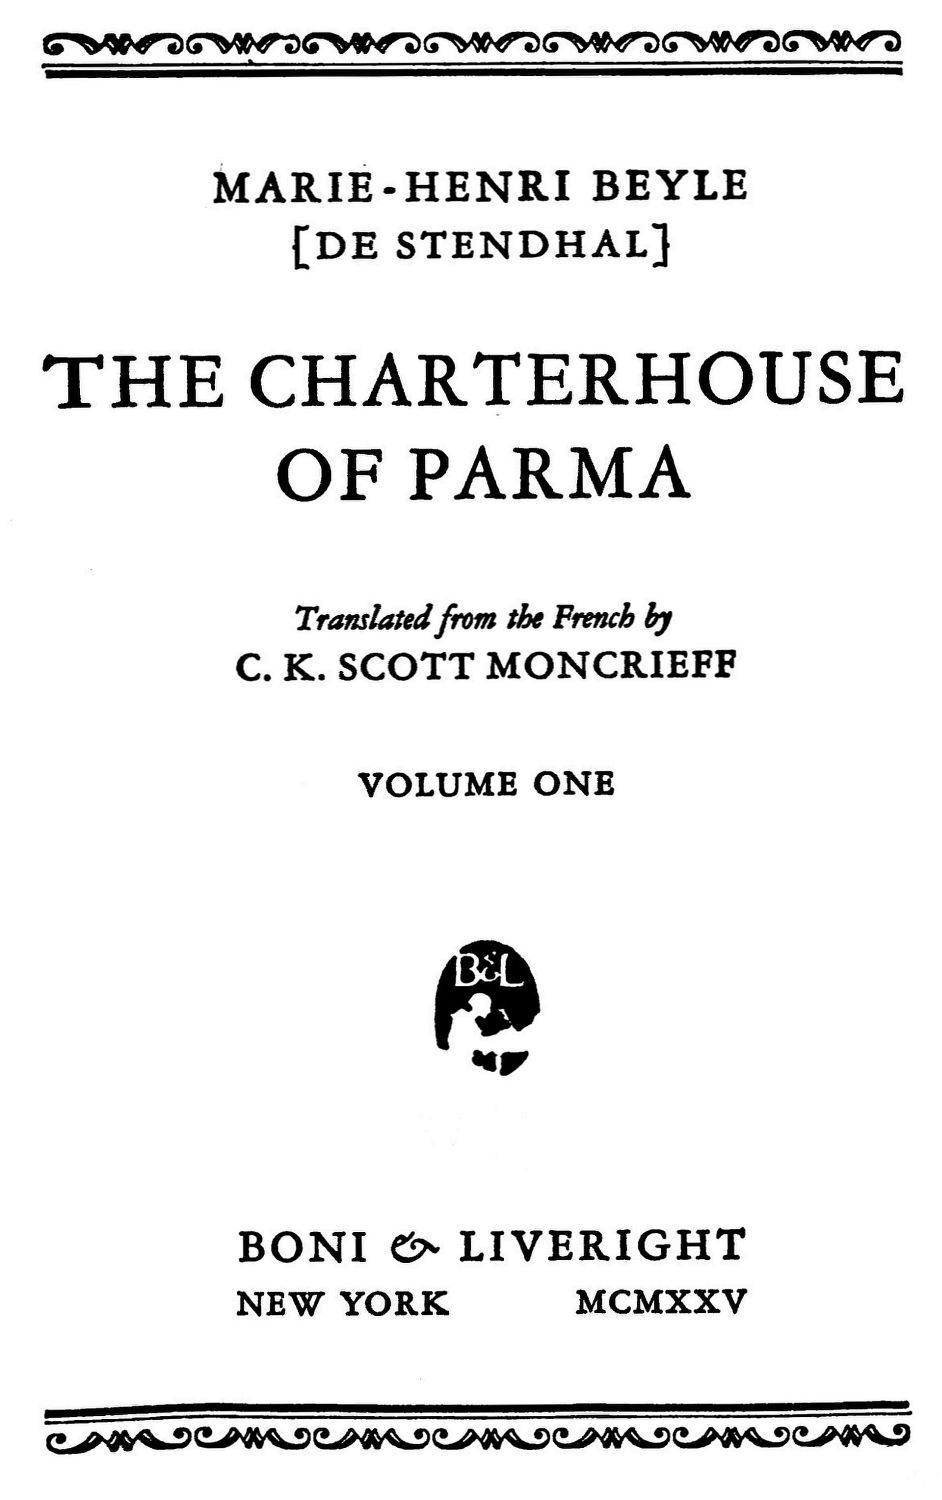 MARIE-HENRI BEYLE
[DE STENDHAL]
THE CHARTERHOUSE
OF PARMA
Translated from the French by
C. K. SCOTT MONCRIEFF
VOLUME ONE
B&L
BONI & LIVERIGHT
NEW YORK MCMXXV